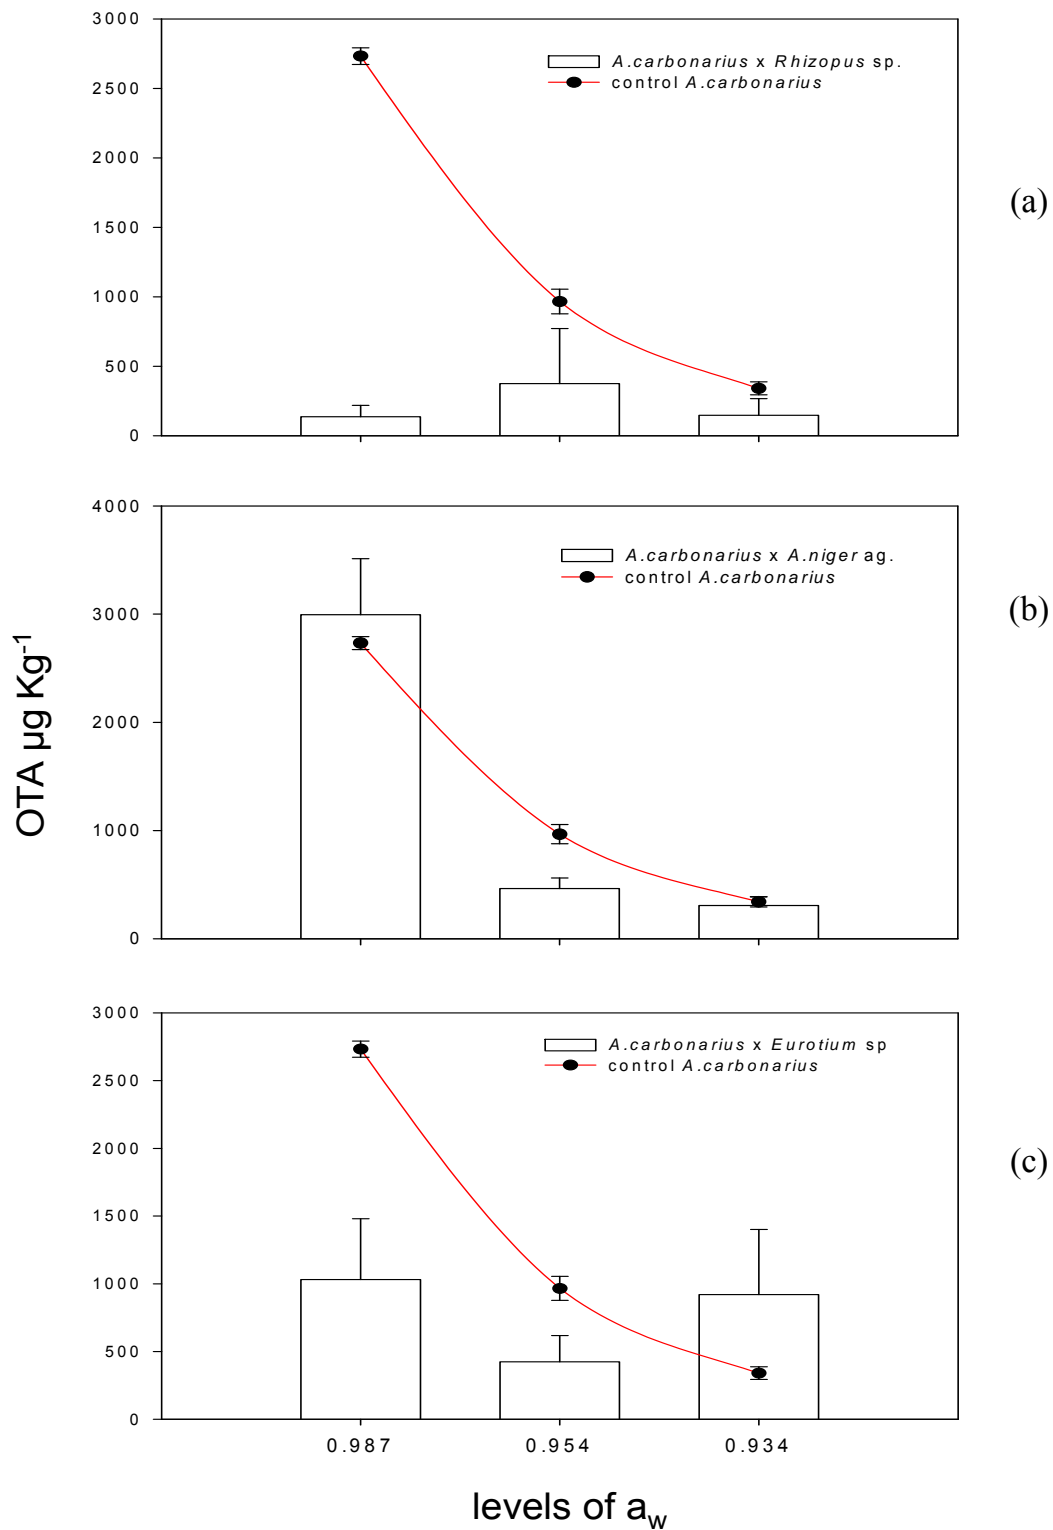 3000
2500
2000
1500
1000
500
0
A.carbonarius x Rhizopus sp.
control A.carbonarius
(a)
4000
3000
2000
1000
0
A.carbonarius x A.niger ag.
control A.carbonarius
(b)
OTA µg Kg-1
3000
2500
2000
1500
1000
500
0
A.carbonarius x Eurotium sp
control A.carbonarius
(c)
0.987 0.954 0.934
levels of aw